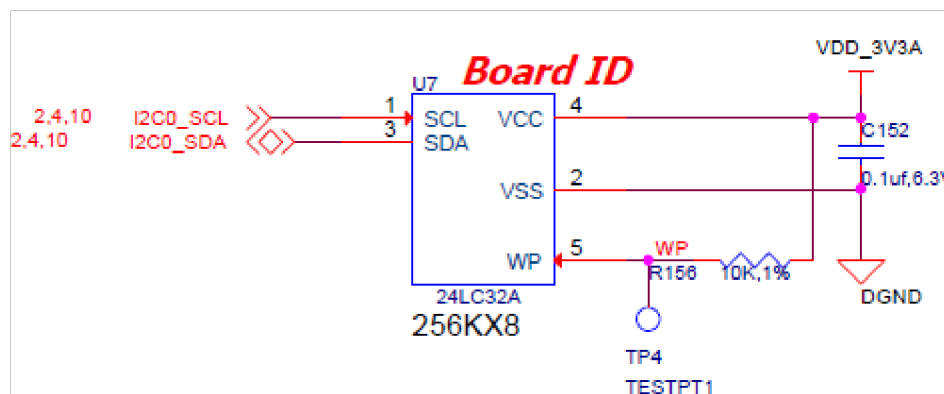 Board ID
VDD_3V3A
U7
2,4,10 I2C0_SCL 1 SCL VCC 4
2,4,10 I2C0_SDA 3 SDA
C152
0.1uf,6.3V
VSS 2
WP 5 WP
R156 10K,1%
24LC32A
256KX8
DGND
TP4
TESTPT1